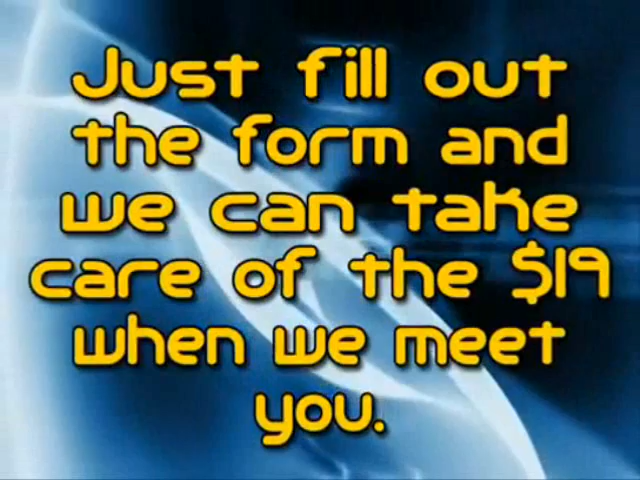 Just fill out
the form and
we can take
care of the $19
when we meet
you.